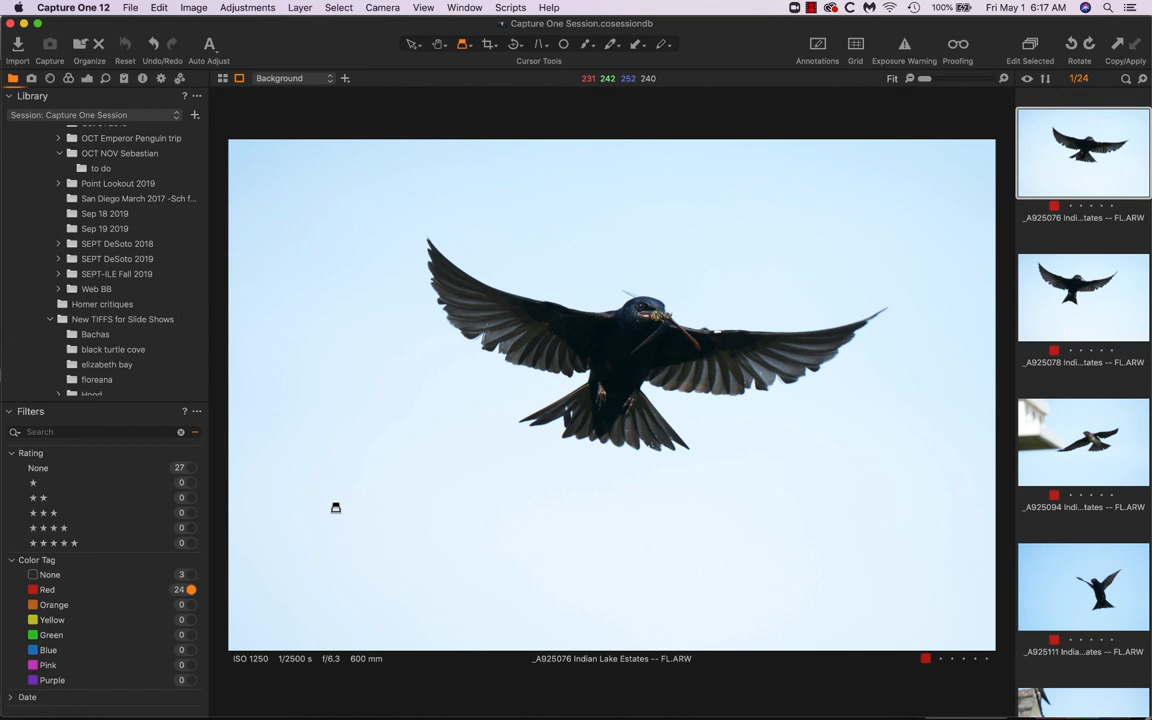 Capture One 12 File Edit Image Adjustments Layer Select Camera View Window Scripts Help 100% Fri May 1 6:17 AM
Capture One Session.cosessiondb
Import Capture Organize Reset Undo/Redo Auto Adjust Cursor Tools Annotations Grid Exposure Warning Proofing Edit Selected Rotate Copy/Apply
Background 231 242 252 240 Fit 1/24
Library
Session: Capture One Session
OCT Emperor Penguin trip
OCT NOV Sebastian
to do
Point Lookout 2019
San Diego March 2017 -Sch f...
Sep 18 2019
Sep 19 2019
SEPT DeSoto 2018
SEPT DeSoto 2019
SEPT-ILE Fall 2019
Web BB
Homer critiques
New TIFFS for Slide Shows
Bachas
black turtle cove
elizabeth bay
floreana
Hood
Filters
Search
Rating
None 27
0
0
0
0
0
Color Tag
None 3
Red 24
Orange 0
Yellow 0
Green 0
Blue 0
Pink 0
Purple 0
Date
ISO 1250 1/2500 s f/6.3 600 mm _A925076 Indian Lake Estates -- FL.ARW
_A925076 Indi...tates -- FL.ARW
_A925078 Indi...tates -- FL.ARW
_A925094 Indi...tates -- FL.ARW
_A925111 India...ates -- FL.ARW